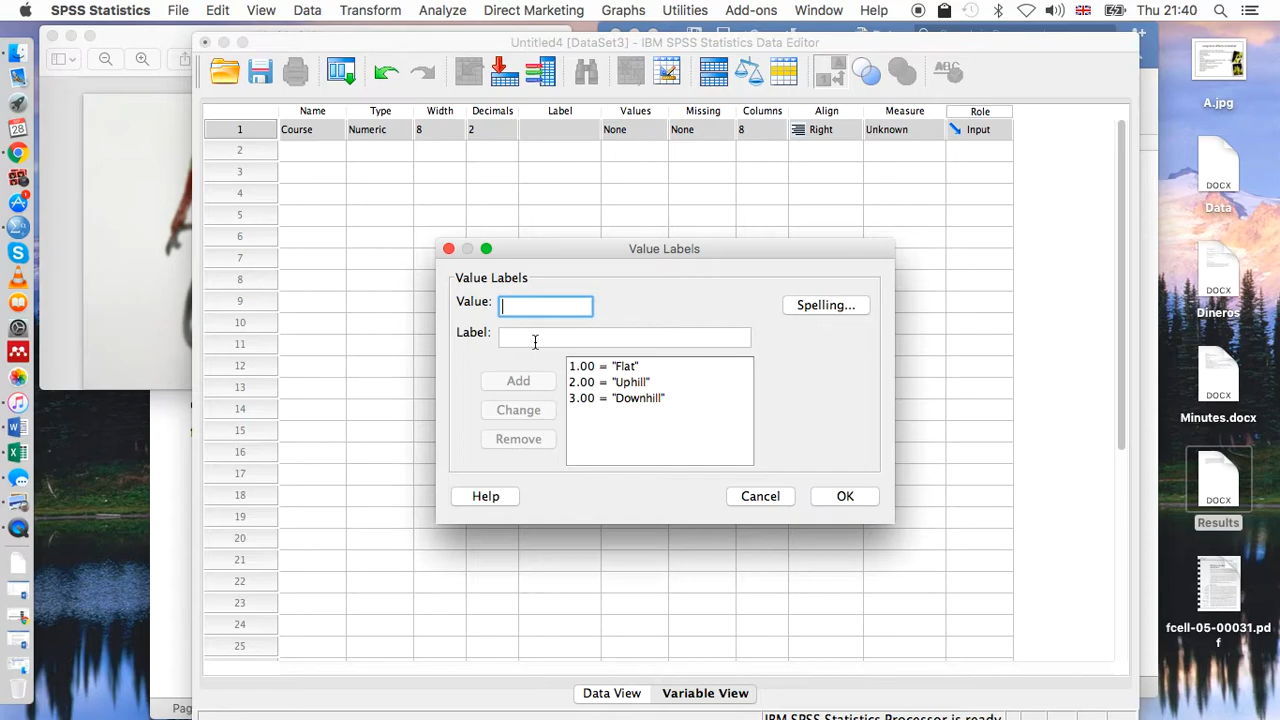 SPSS Statistics File Edit View Data Transform Analyze Direct Marketing Graphs Utilities Add-ons Window Help Thu 21:40
Untitled4 [DataSet3] - IBM SPSS Statistics Data Editor
Name Type Width Decimals Label Values Missing Columns Align Measure Role
1 Course Numeric 8 2 None None 8 Right Unknown Input
2
3
4
5
6
7
8
9
10
11
12
13
14
15
16
17
18
19
20
21
22
23
24
25
Value Labels
Value Labels
Value:
Spelling...
Label:
1.00 = "Flat"
2.00 = "Uphill"
3.00 = "Downhill"
Add
Change
Remove
Help Cancel OK
Data View Variable View
IBM SPSS Statistics Processor is ready
Pag
A.jpg
DOCX
Data
DOCX
Dineros
DOCX
Minutes.docx
DOCX
Results
fcell-05-00031.pd
f